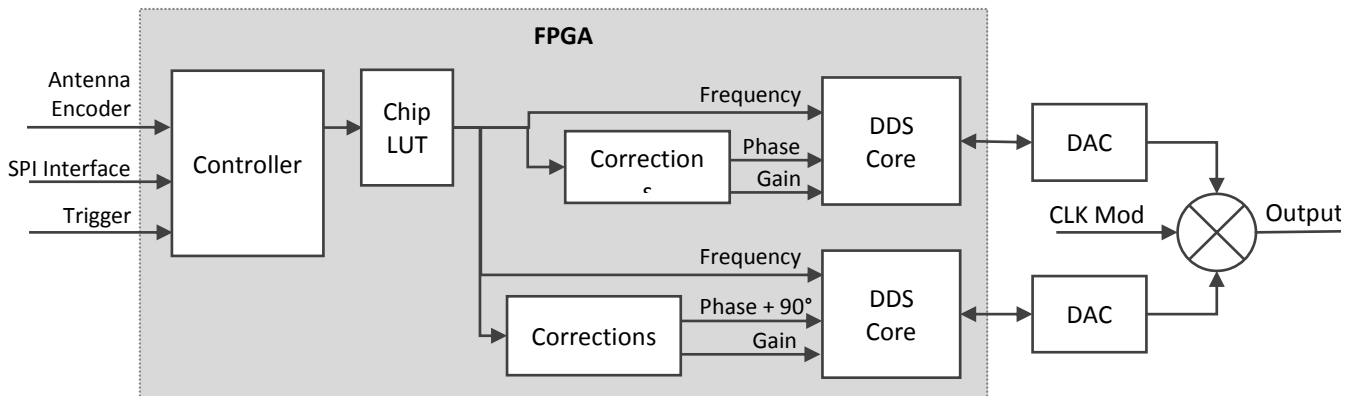 FPGA
Antenna
Encoder
SPI Interface
Trigger
Controller
Chip
LUT
Frequency
Correction
Phase
Gain
DDS
Core
DAC
CLK Mod
Output
Frequency
Corrections
Phase + 90°
Gain
DDS
Core
DAC